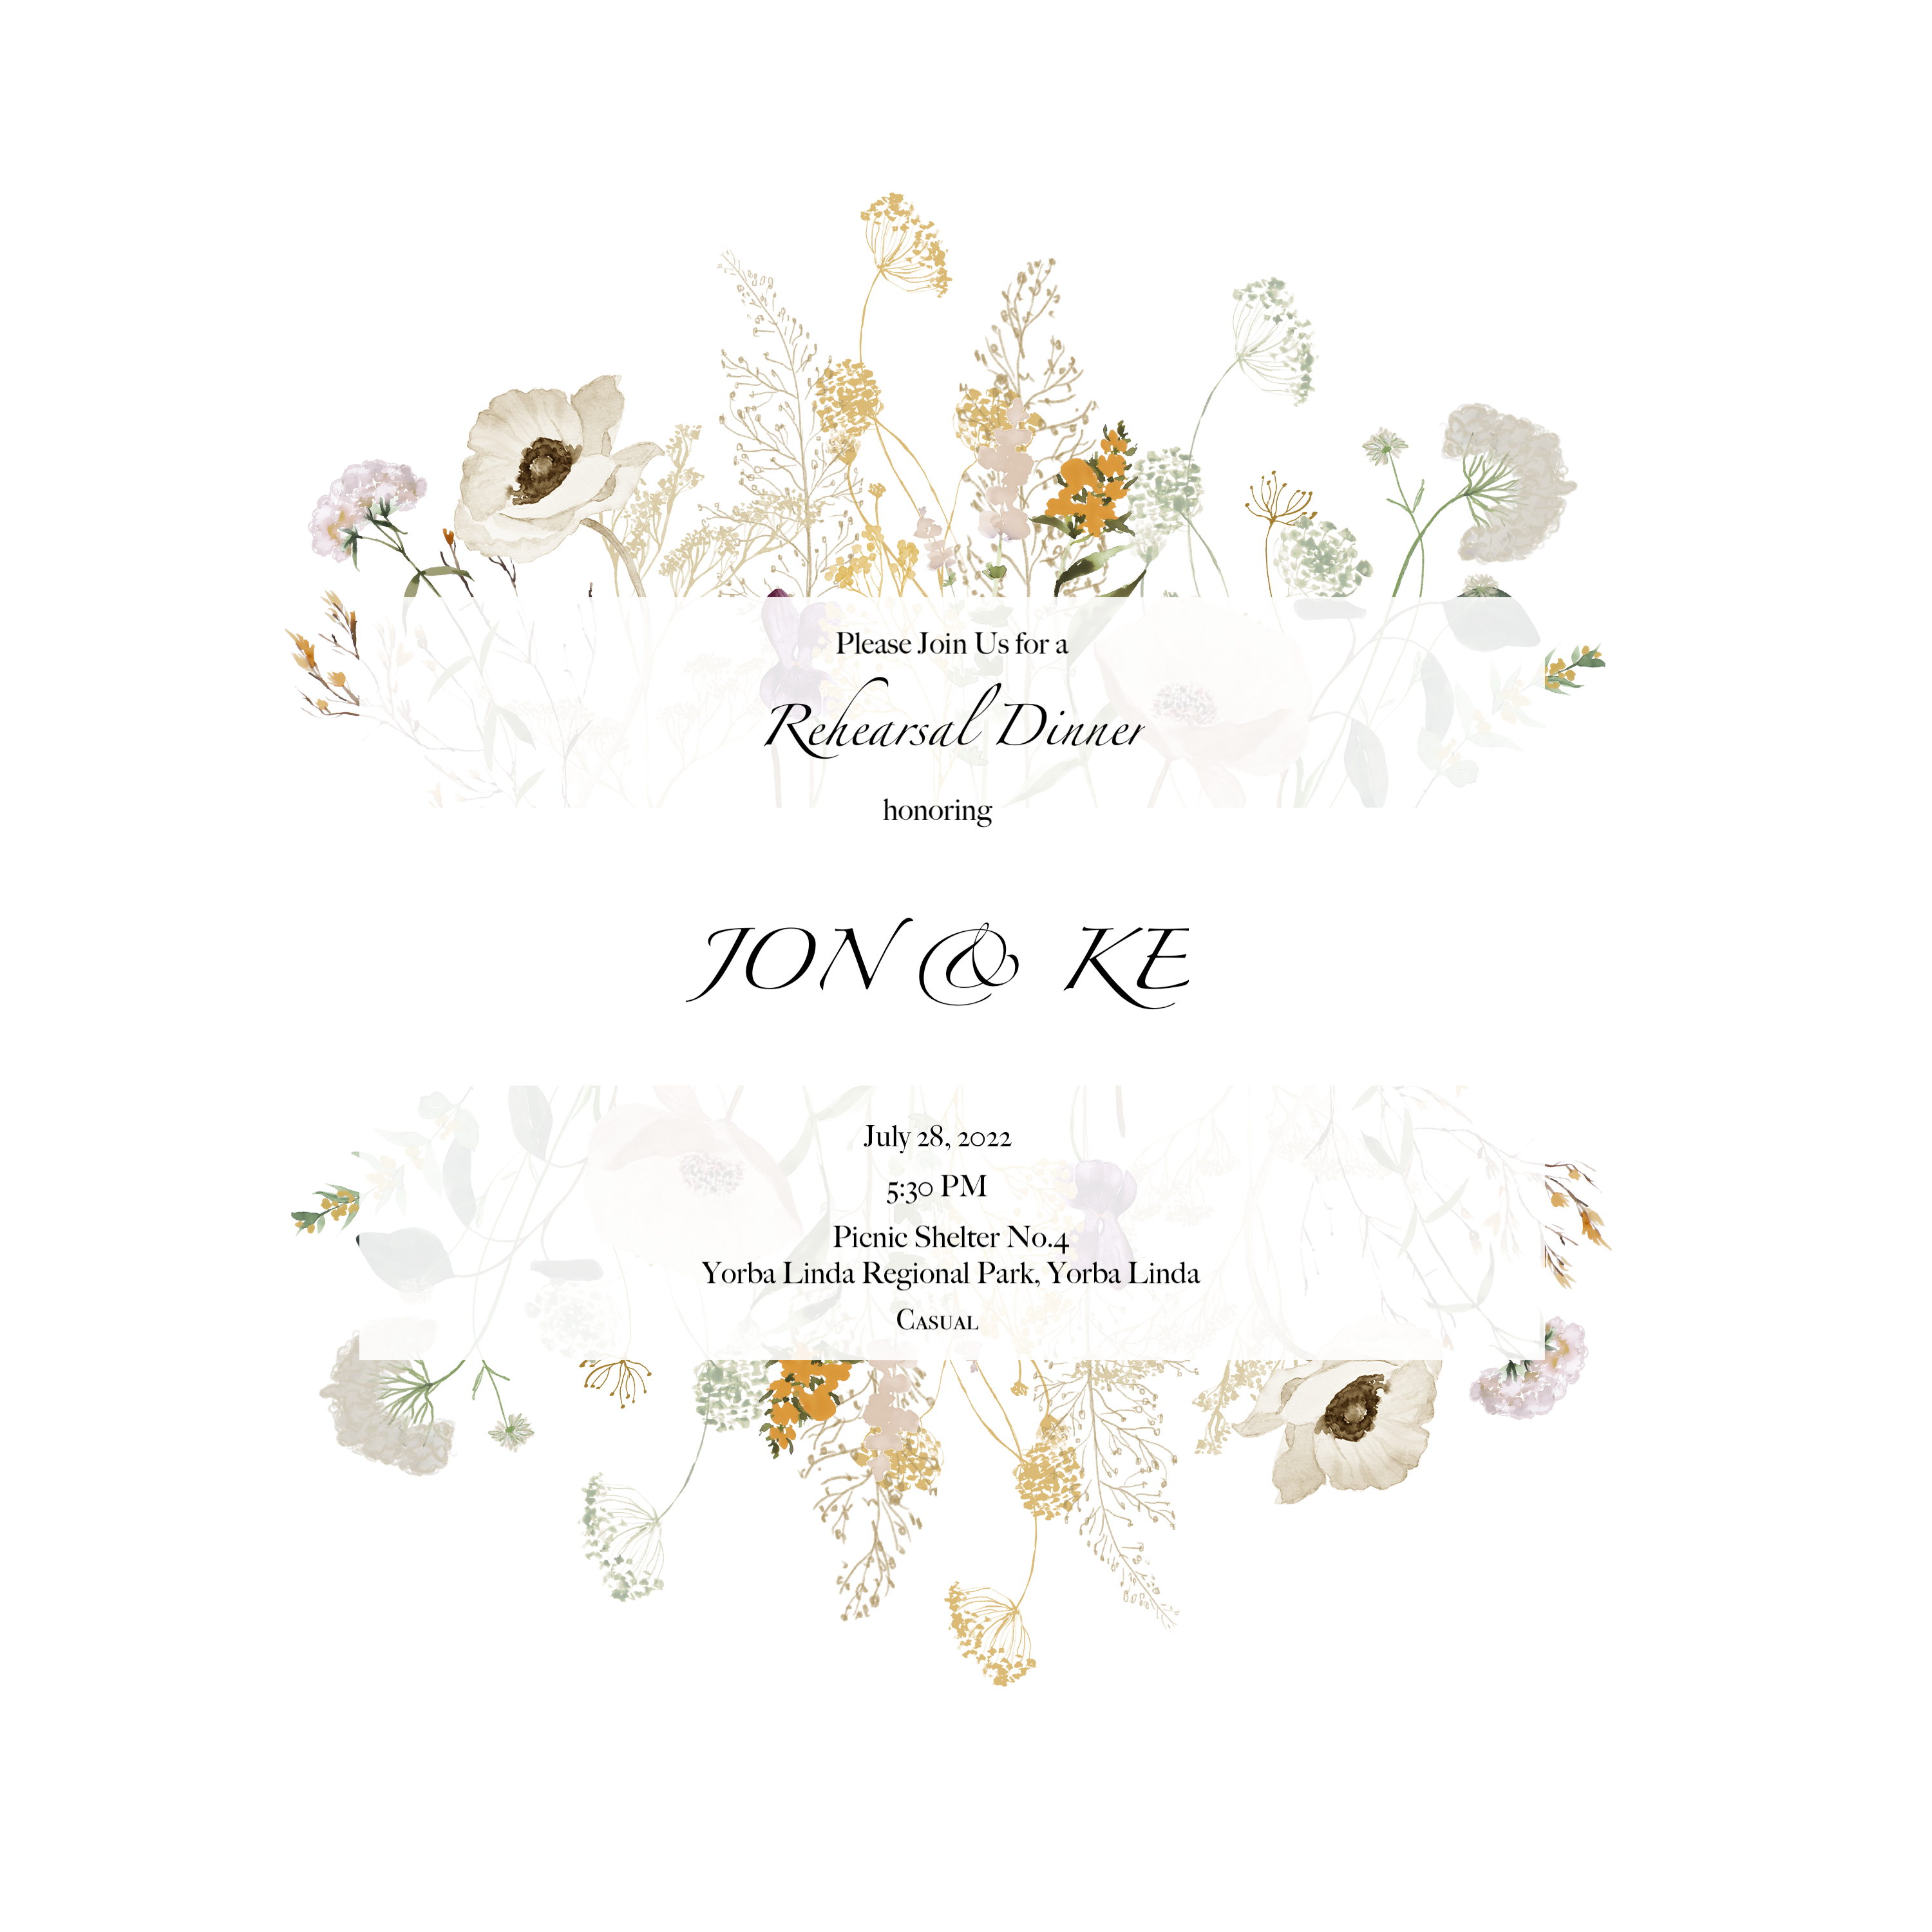 Please Join Us for a
Rehearsal Dinner
honoring
JON & KE
July 28, 2022
5:30 PM
Picnic Shelter No.4
Yorba Linda Regional Park, Yorba Linda
Casual